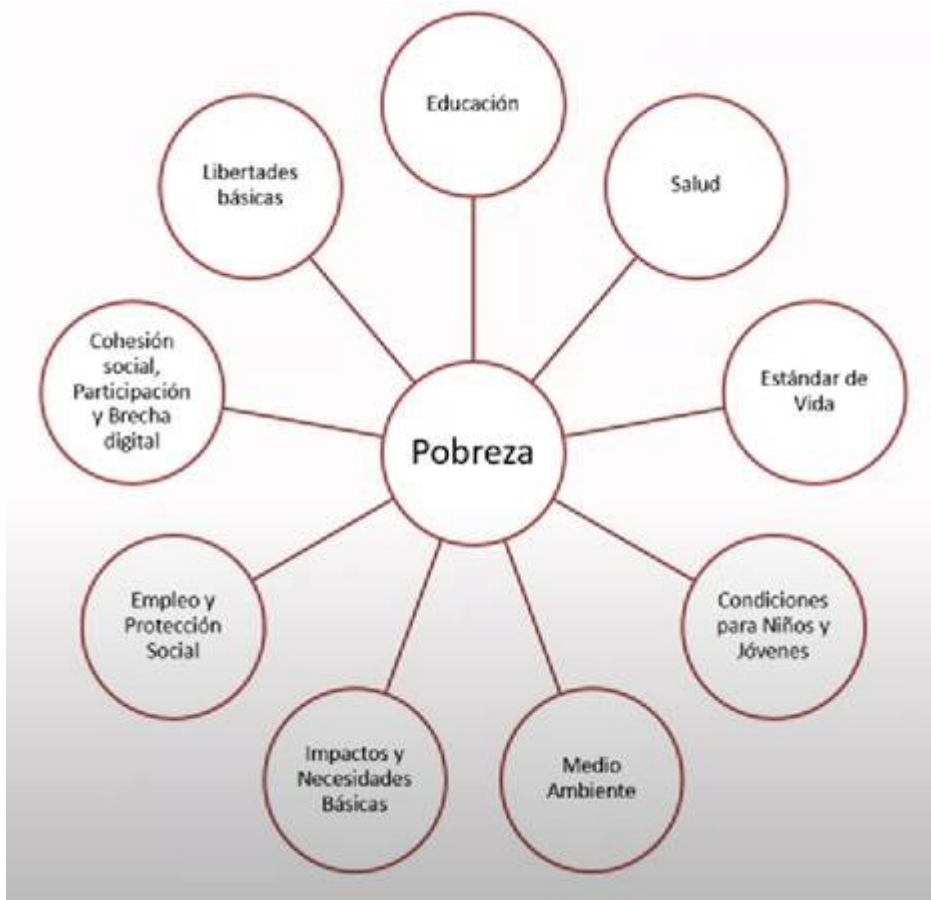 Educación
Salud
Estándar de
Vida
Condiciones
para Niños y
Jóvenes
Medio
Ambiente
Impactos y
Necesidades
Básicas
Empleo y
Protección
Social
Cohesión
social,
Participación
y Brecha
digital
Libertades
básicas
Pobreza